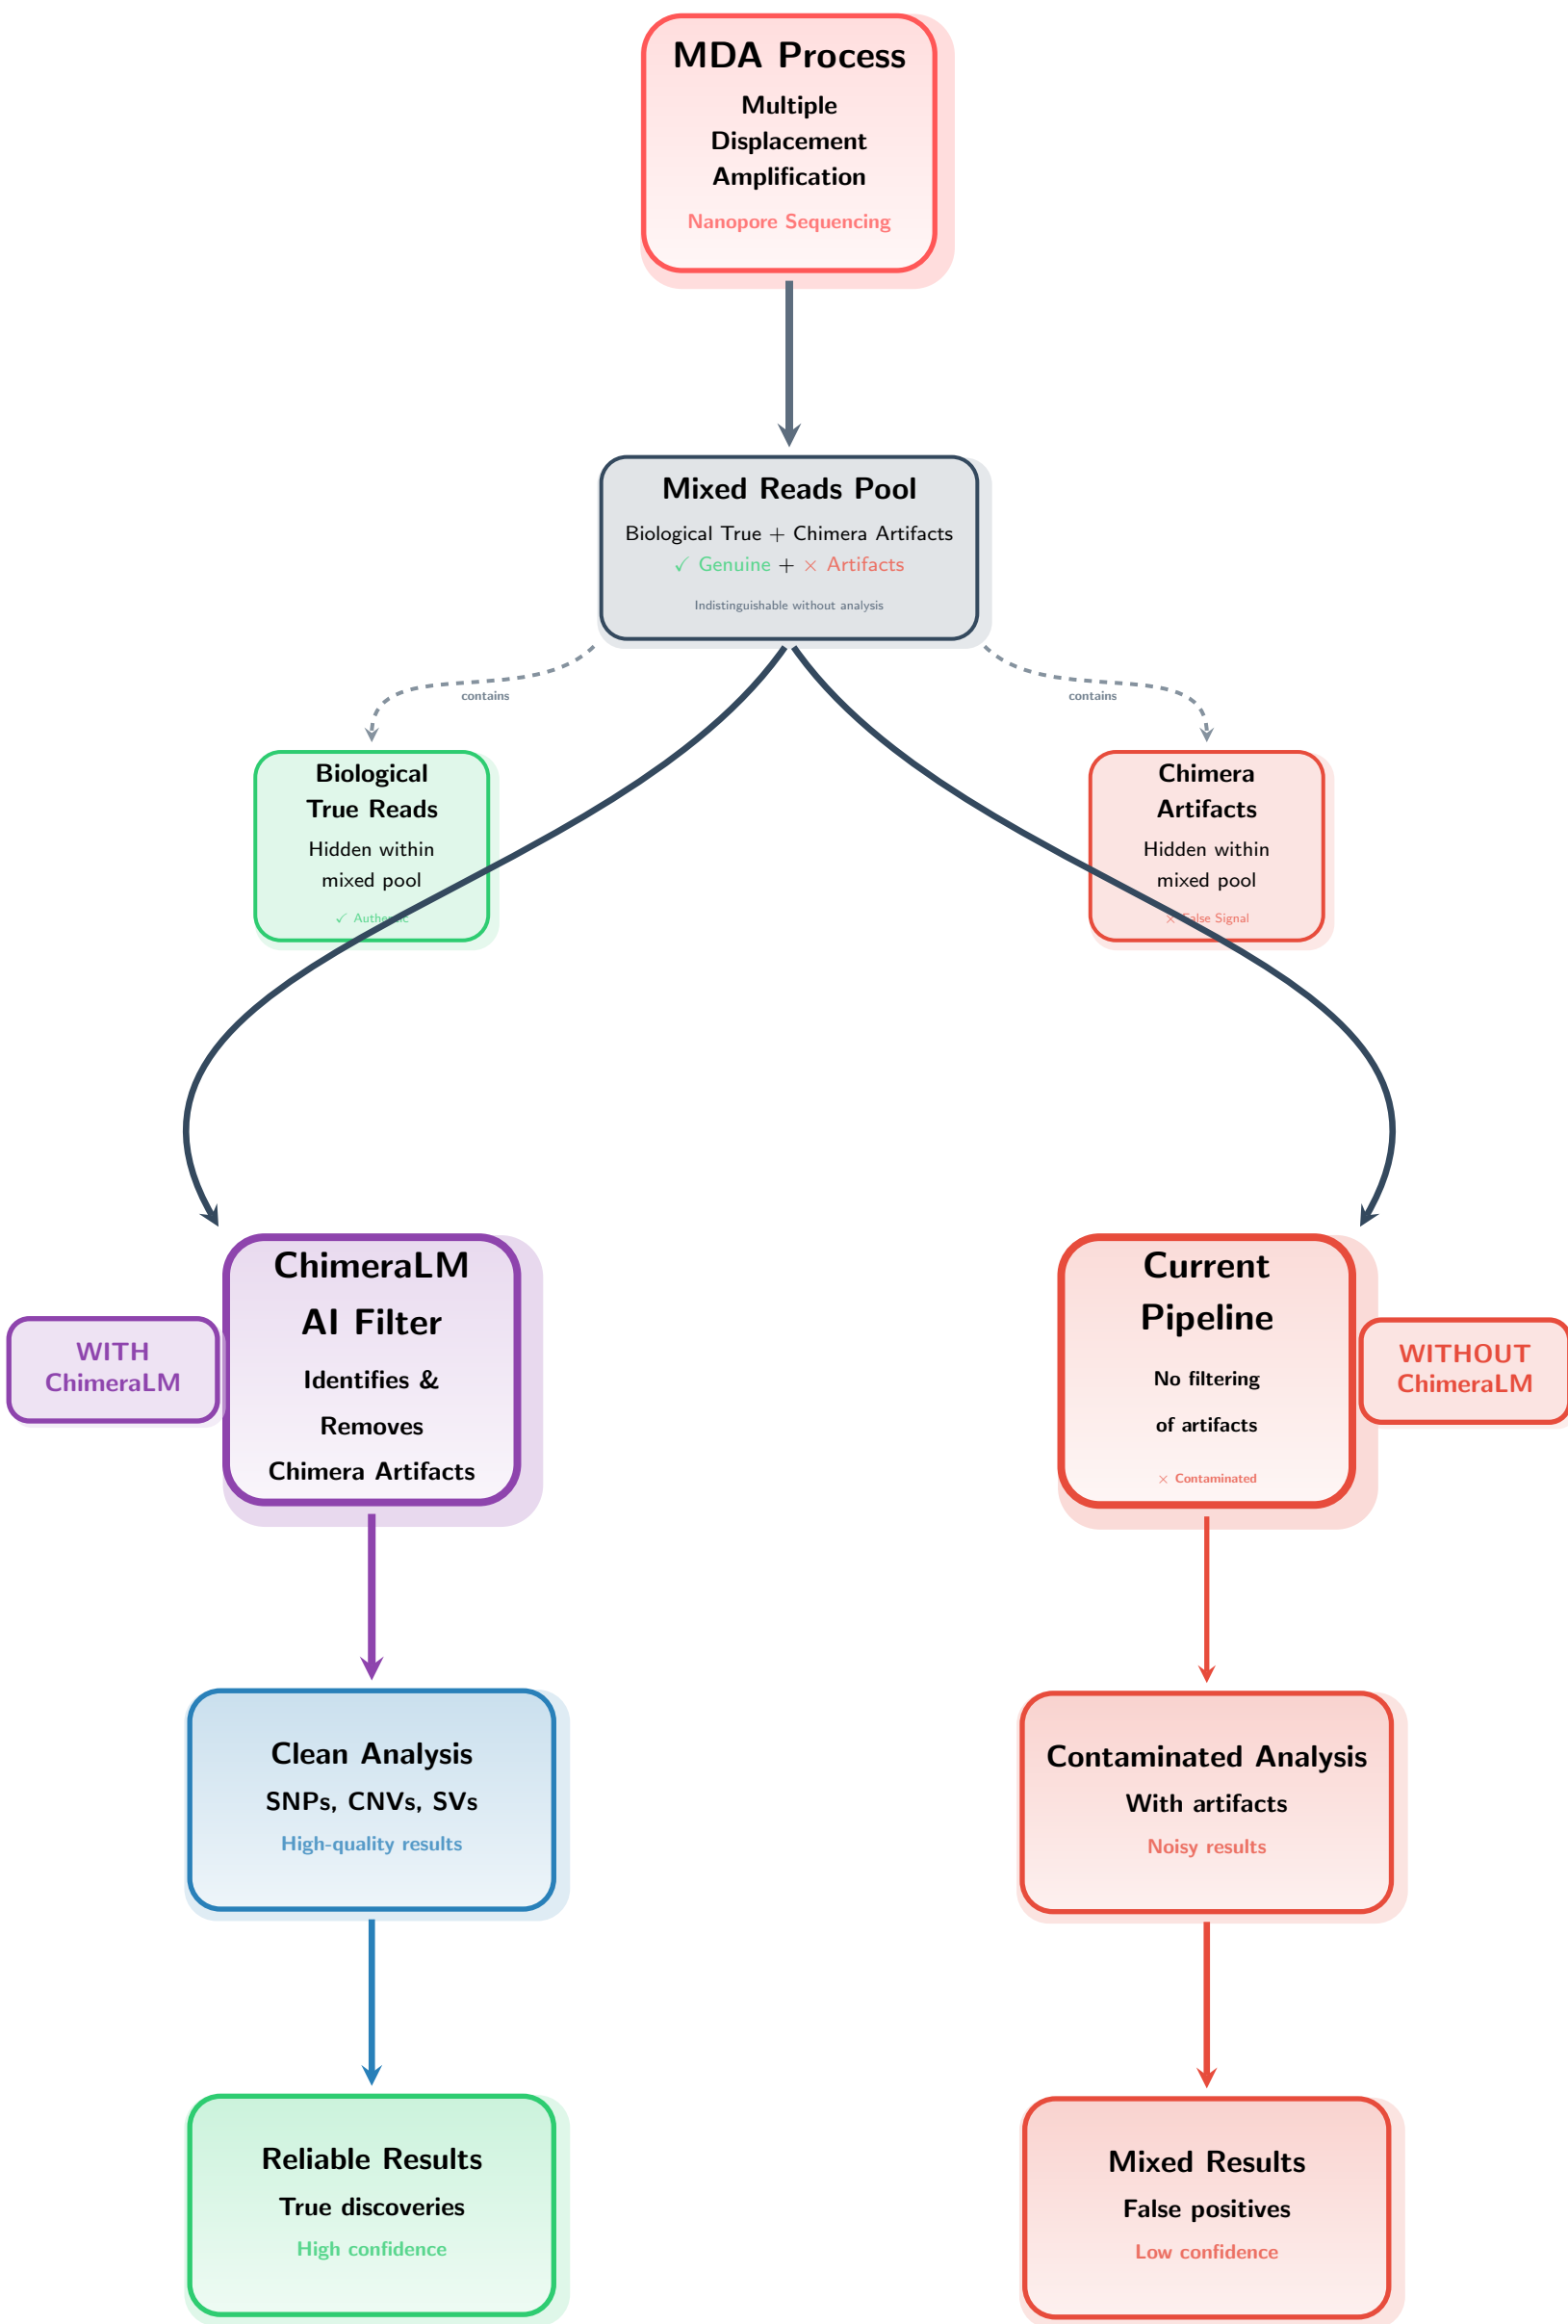 MDA Process
Multiple
Displacement
Amplification
Nanopore Sequencing
Mixed Reads Pool
Biological True + Chimera Artifacts
✓ Genuine + × Artifacts
Indistinguishable without analysis
contains
contains
Biological
True Reads
Hidden within
mixed pool
✓ Authentic
Chimera
Artifacts
Hidden within
mixed pool
× False Signal
WITH
ChimeraLM
ChimeraLM
AI Filter
Identifies &
Removes
Chimera Artifacts
Current
Pipeline
No filtering
of artifacts
× Contaminated
WITHOUT
ChimeraLM
Clean Analysis
SNPs, CNVs, SVs
High-quality results
Contaminated Analysis
With artifacts
Noisy results
Reliable Results
True discoveries
High confidence
Mixed Results
False positives
Low confidence